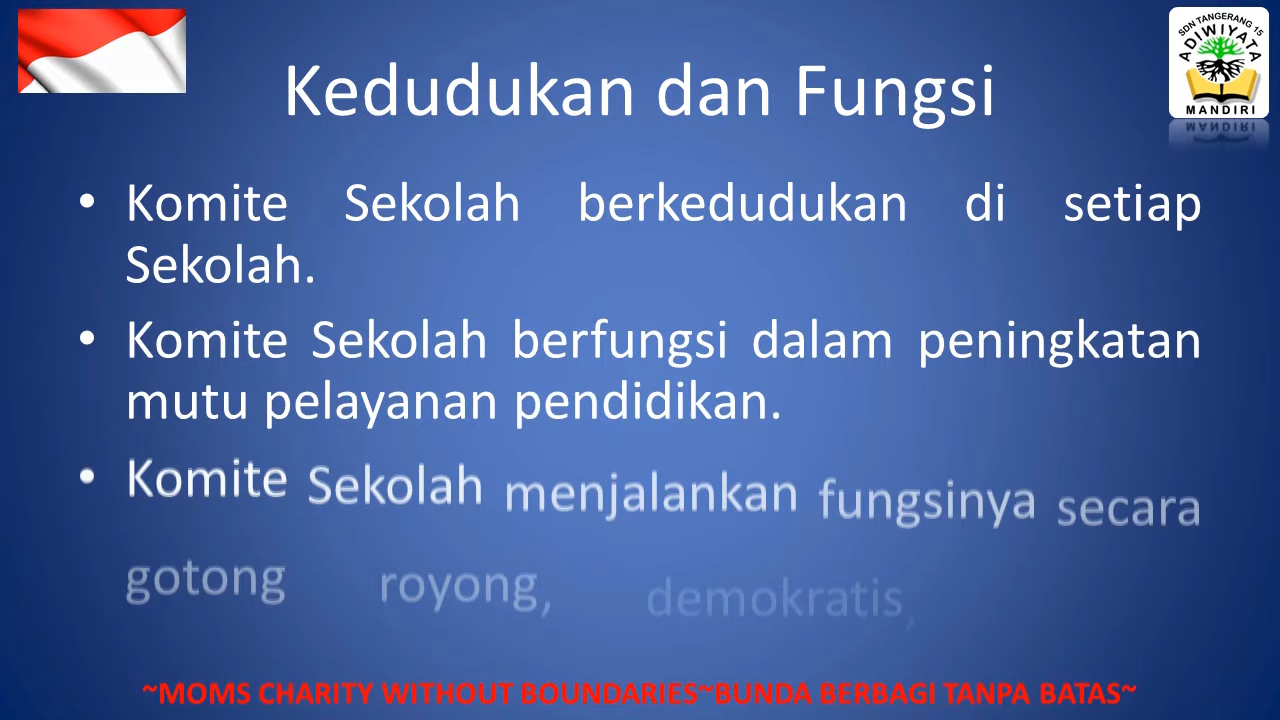 SDN TANGERANG 15
ADIWIYATA
MANDIRI
Kedudukan dan Fungsi
• Komite Sekolah berkedudukan di setiap
Sekolah.
• Komite Sekolah berfungsi dalam peningkatan
mutu pelayanan pendidikan.
• Komite Sekolah menjalankan fungsinya secara
gotong royong, demokratis,
~MOMS CHARITY WITHOUT BOUNDARIES~BUNDA BERBAGI TANPA BATAS~